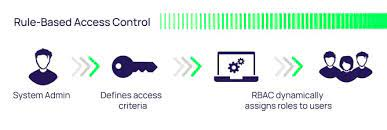 Rule-Based Access Control
System Admin
Defines access
criteria
RBAC dynamically
assigns roles to users